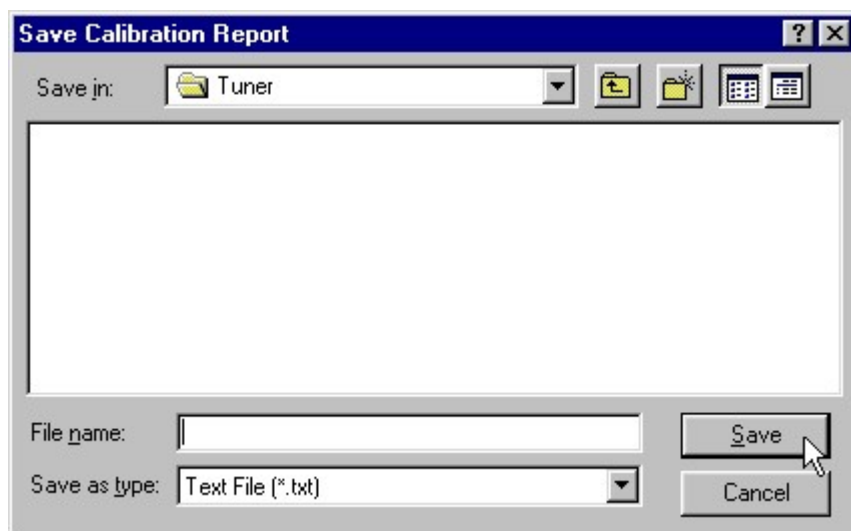 Save Calibration Report
Save in: Tuner
File name: Save
Save as type: Text File (*.txt) Cancel